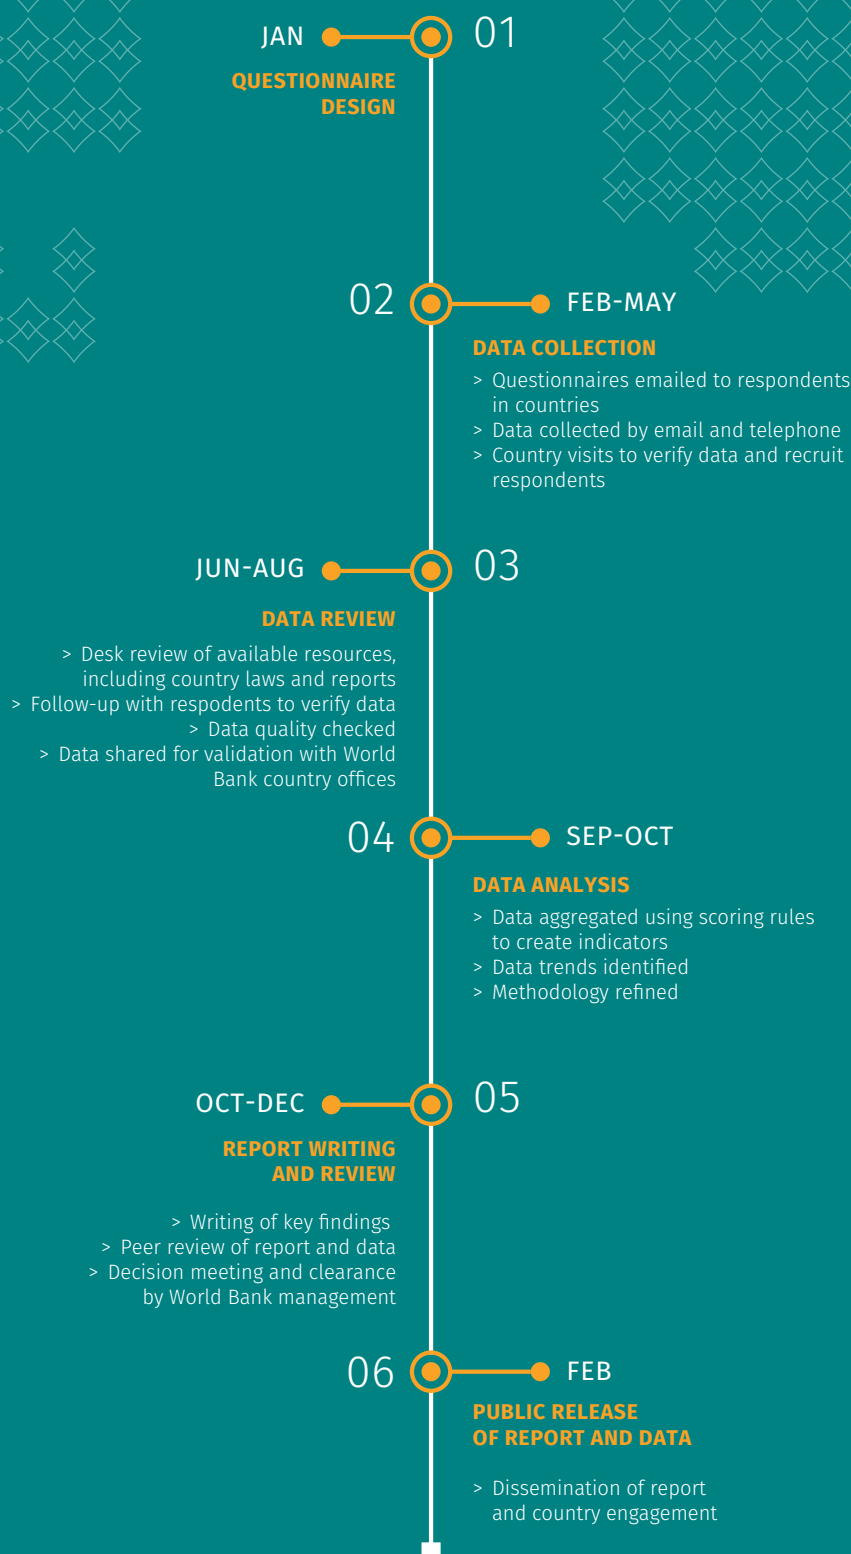 JAN
01
QUESTIONNAIRE
DESIGN
02
FEB-MAY
DATA COLLECTION
> Questionnaires emailed to respondents
in countries
> Data collected by email and telephone
> Country visits to verify data and recruit
respondents
JUN-AUG
03
DATA REVIEW
> Desk review of available resources,
including country laws and reports
> Follow-up with respodents to verify data
> Data quality checked
> Data shared for validation with World
Bank country offices
04
SEP-OCT
DATA ANALYSIS
> Data aggregated using scoring rules
to create indicators
> Data trends identified
> Methodology refined
OCT-DEC
05
REPORT WRITING
AND REVIEW
> Writing of key findings
> Peer review of report and data
> Decision meeting and clearance
by World Bank management
06
FEB
PUBLIC RELEASE
OF REPORT AND DATA
> Dissemination of report
and country engagement